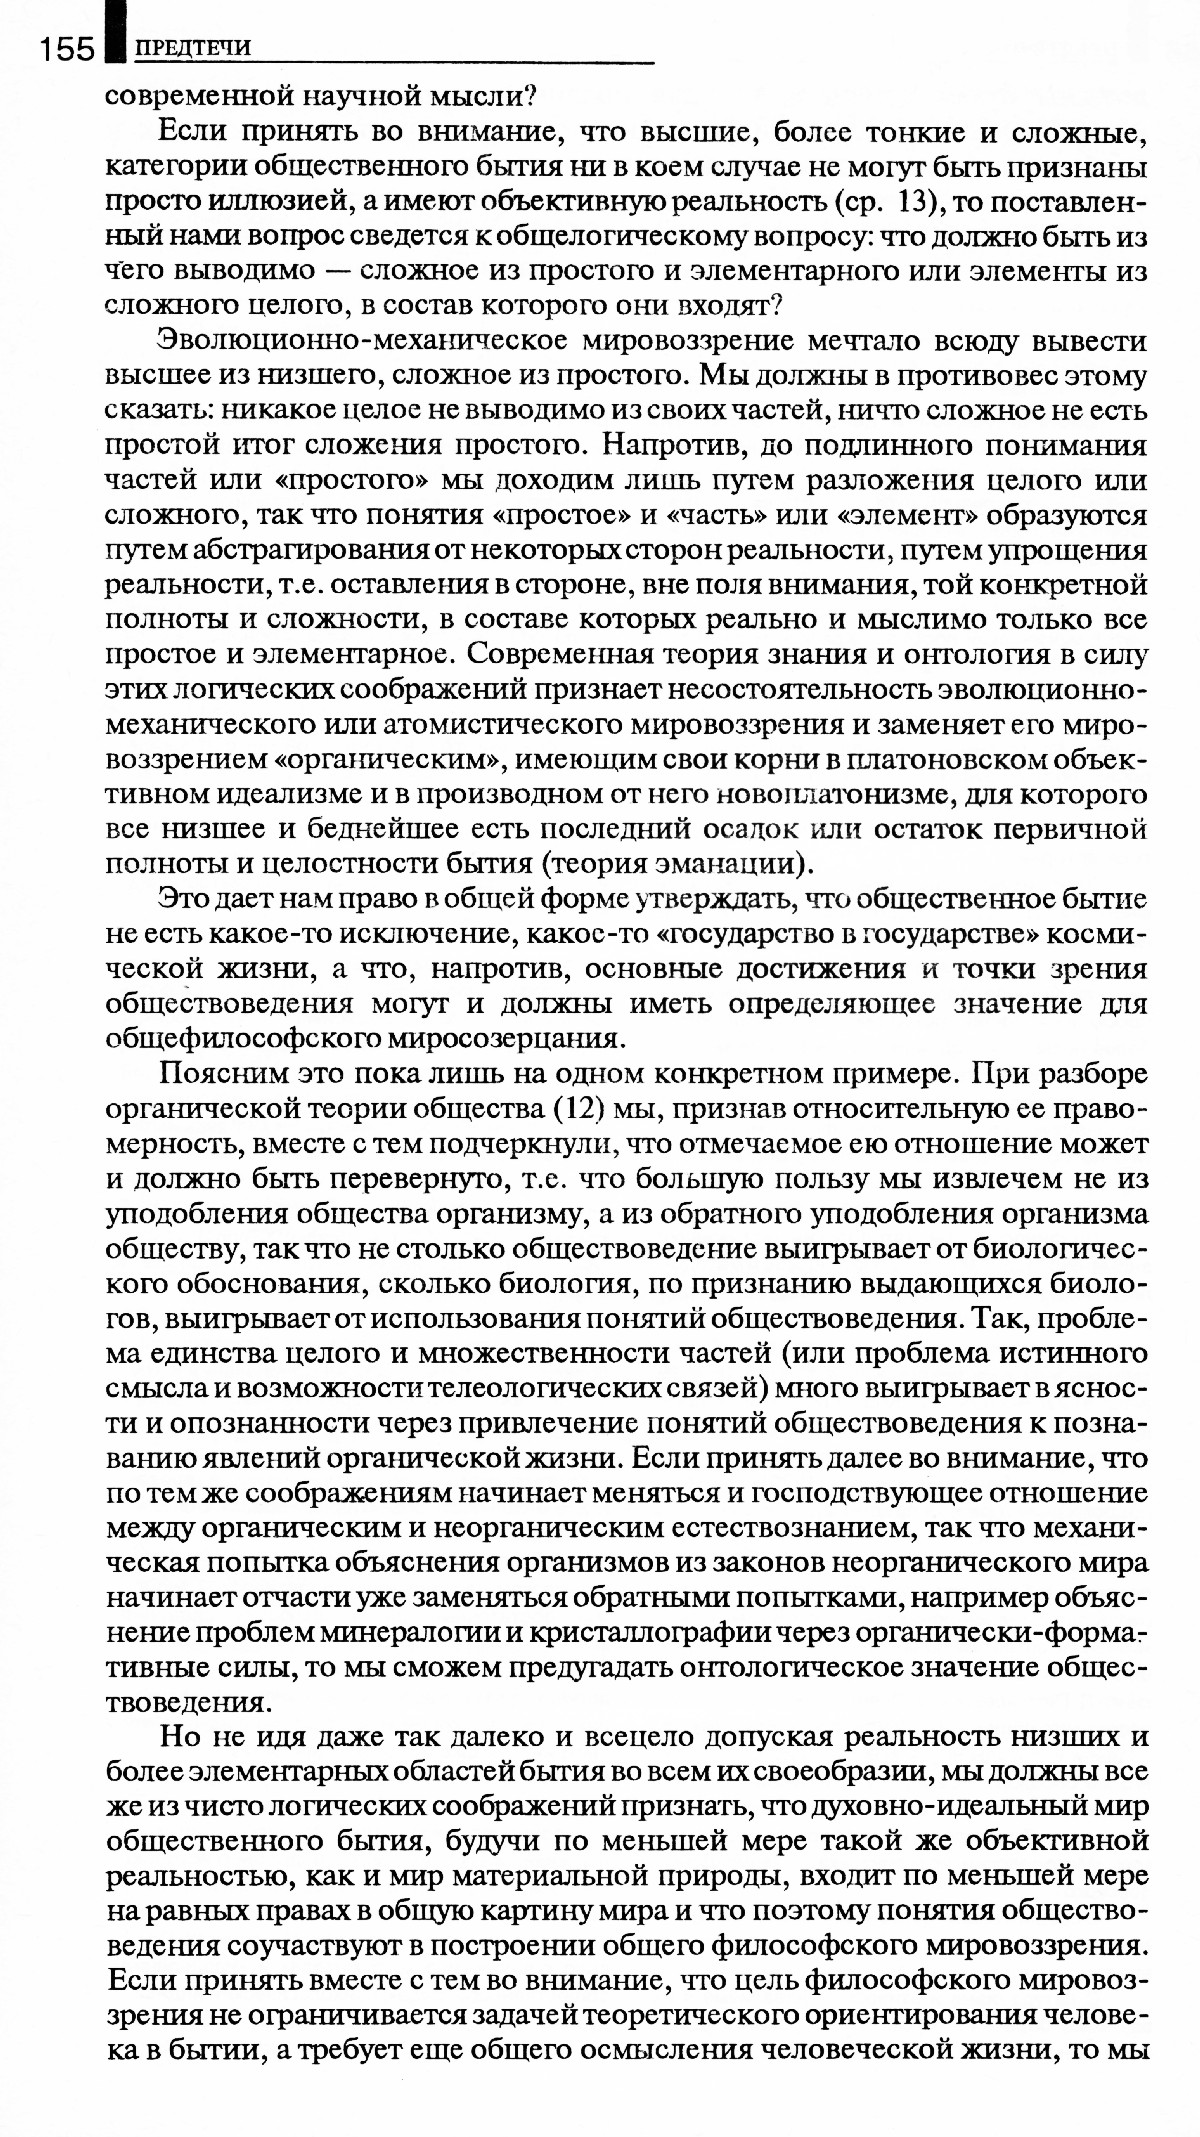 155 ПРЕДТЕЧИ
современной научной мысли?
Если принять во внимание, что высшие, более тонкие и сложные,
категории общественного бытия ни в коем случае не могут быть признаны
просто иллюзией, а имеют объективную реальность (ср. 13), то поставлен-
ный нами вопрос сведется к общелогическому вопросу: что должно быть из
чего выводимо — сложное из простого и элементарного или элементы из
сложного целого, в состав которого они входят?
Эволюционно-механическое мировоззрение мечтало всюду вывести
высшее из низшего, сложное из простого. Мы должны в противовес этому
сказать: никакое целое не выводимо из своих частей, ничто сложное не есть
простой итог сложения простого. Напротив, до подлинного понимания
частей или «простого» мы доходим лишь путем разложения целого или
сложного, так что понятия «простое» и «часть» или «элемент» образуются
путем абстрагирования от некоторых сторон реальности, путем упрощения
реальности, т.е. оставления в стороне, вне поля внимания, той конкретной
полноты и сложности, в составе которых реально и мыслимо только все
простое и элементарное. Современная теория знания и онтология в силу
этих логических соображений признает несостоятельность эволюционно-
механического или атомистического мировоззрения и заменяет его миро-
воззрением «органическим», имеющим свои корни в платоновском объек-
тивном идеализме и в производном от него новоплатонизме, для которого
все низшее и беднейшее есть последний осадок или остаток первичной
полноты и целостности бытия (теория эманации).
Это дает нам право в общей форме утверждать, что общественное бытие
не есть какое-то исключение, какое-то «государство в государстве» косми-
ческой жизни, а что, напротив, основные достижения и точки зрения
обществоведения могут и должны иметь определяющее значение для
общефилософского миросозерцания.
Поясним это пока лишь на одном конкретном примере. При разборе
органической теории общества (12) мы, признав относительную ее право-
мерность, вместе с тем подчеркнули, что отмечаемое ею отношение может
и должно быть перевернуто, т.е. что большую пользу мы извлечем не из
уподобления общества организму, а из обратного уподобления организма
обществу, так что не столько обществоведение выигрывает от биологичес-
кого обоснования, сколько биология, по признанию выдающихся биоло-
гов, выигрывает от использования понятий обществоведения. Так, пробле-
ма единства целого и множественности частей (или проблема истинного
смысла и возможности телеологических связей) много выигрывает в яснос-
ти и опознанности через привлечение понятий обществоведения к позна-
ванию явлений органической жизни. Если принять далее во внимание, что
по тем же соображениям начинает меняться и господствующее отношение
между органическим и неорганическим естествознанием, так что механи-
ческая попытка объяснения организмов из законов неорганического мира
начинает отчасти уже заменяться обратными попытками, например объяс-
нение проблем минералогии и кристаллографии через органически-форма-
тивные силы, то мы сможем предугадать онтологическое значение общес-
твоведения.
Но не идя даже так далеко и всецело допуская реальность низших и
более элементарных областей бытия во всем их своеобразии, мы должны все
же из чисто логических соображений признать, что духовно-идеальный мир
общественного бытия, будучи по меньшей мере такой же объективной
реальностью, как и мир материальной природы, входит по меньшей мере
на равных правах в общую картину мира и что поэтому понятия общество-
ведения соучаствуют в построении общего философского мировоззрения.
Если принять вместе с тем во внимание, что цель философского мировоз-
зрения не ограничивается задачей теоретического ориентирования челове-
ка в бытии, а требует еще общего осмысления человеческой жизни, то мы